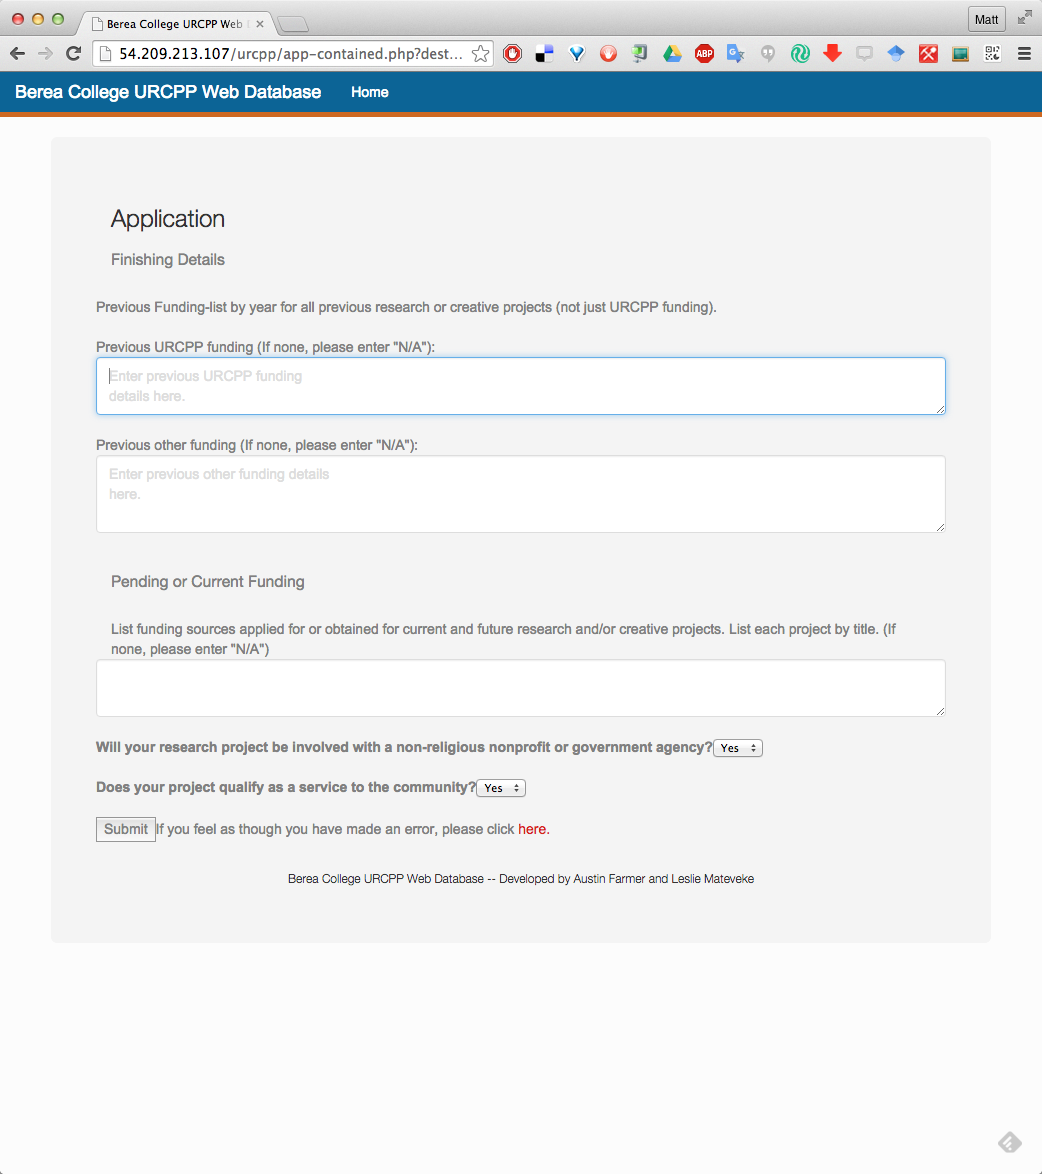 Berea College URCPP Web
Matt
54.209.213.107/urcpp/app-contained.php?dest...
ABP
Berea College URCPP Web Database Home
Application
Finishing Details
Previous Funding-list by year for all previous research or creative projects (not just URCPP funding).
Previous URCPP funding (If none, please enter "N/A"):
Enter previous URCPP funding
details here.
Previous other funding (If none, please enter "N/A"):
Enter previous other funding details
here.
Pending or Current Funding
List funding sources applied for or obtained for current and future research and/or creative projects. List each project by title. (If
none, please enter "N/A")
Will your research project be involved with a non-religious nonprofit or government agency? Yes
Does your project qualify as a service to the community? Yes
Submit If you feel as though you have made an error, please click here.
Berea College URCPP Web Database -- Developed by Austin Farmer and Leslie Mateveke